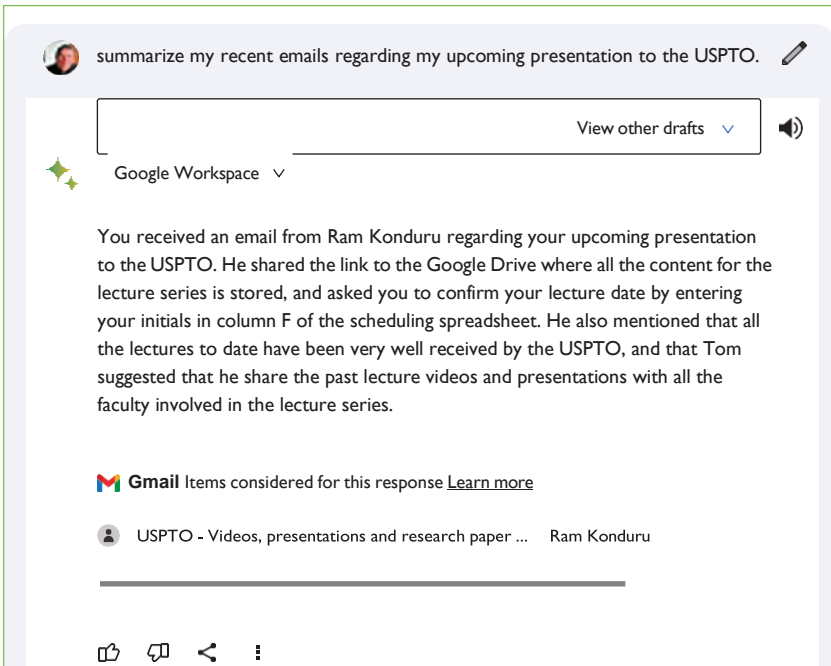 summarize my recent emails regarding my upcoming presentation to the USPTO.
View other drafts
Google Workspace
You received an email from Ram Konduru regarding your upcoming presentation
to the USPTO. He shared the link to the Google Drive where all the content for the
lecture series is stored, and asked you to confirm your lecture date by entering
your initials in column F of the scheduling spreadsheet. He also mentioned that all
the lectures to date have been very well received by the USPTO, and that Tom
suggested that he share the past lecture videos and presentations with all the
faculty involved in the lecture series.
Gmail Items considered for this response Learn more
USPTO - Videos, presentations and research paper ... Ram Konduru